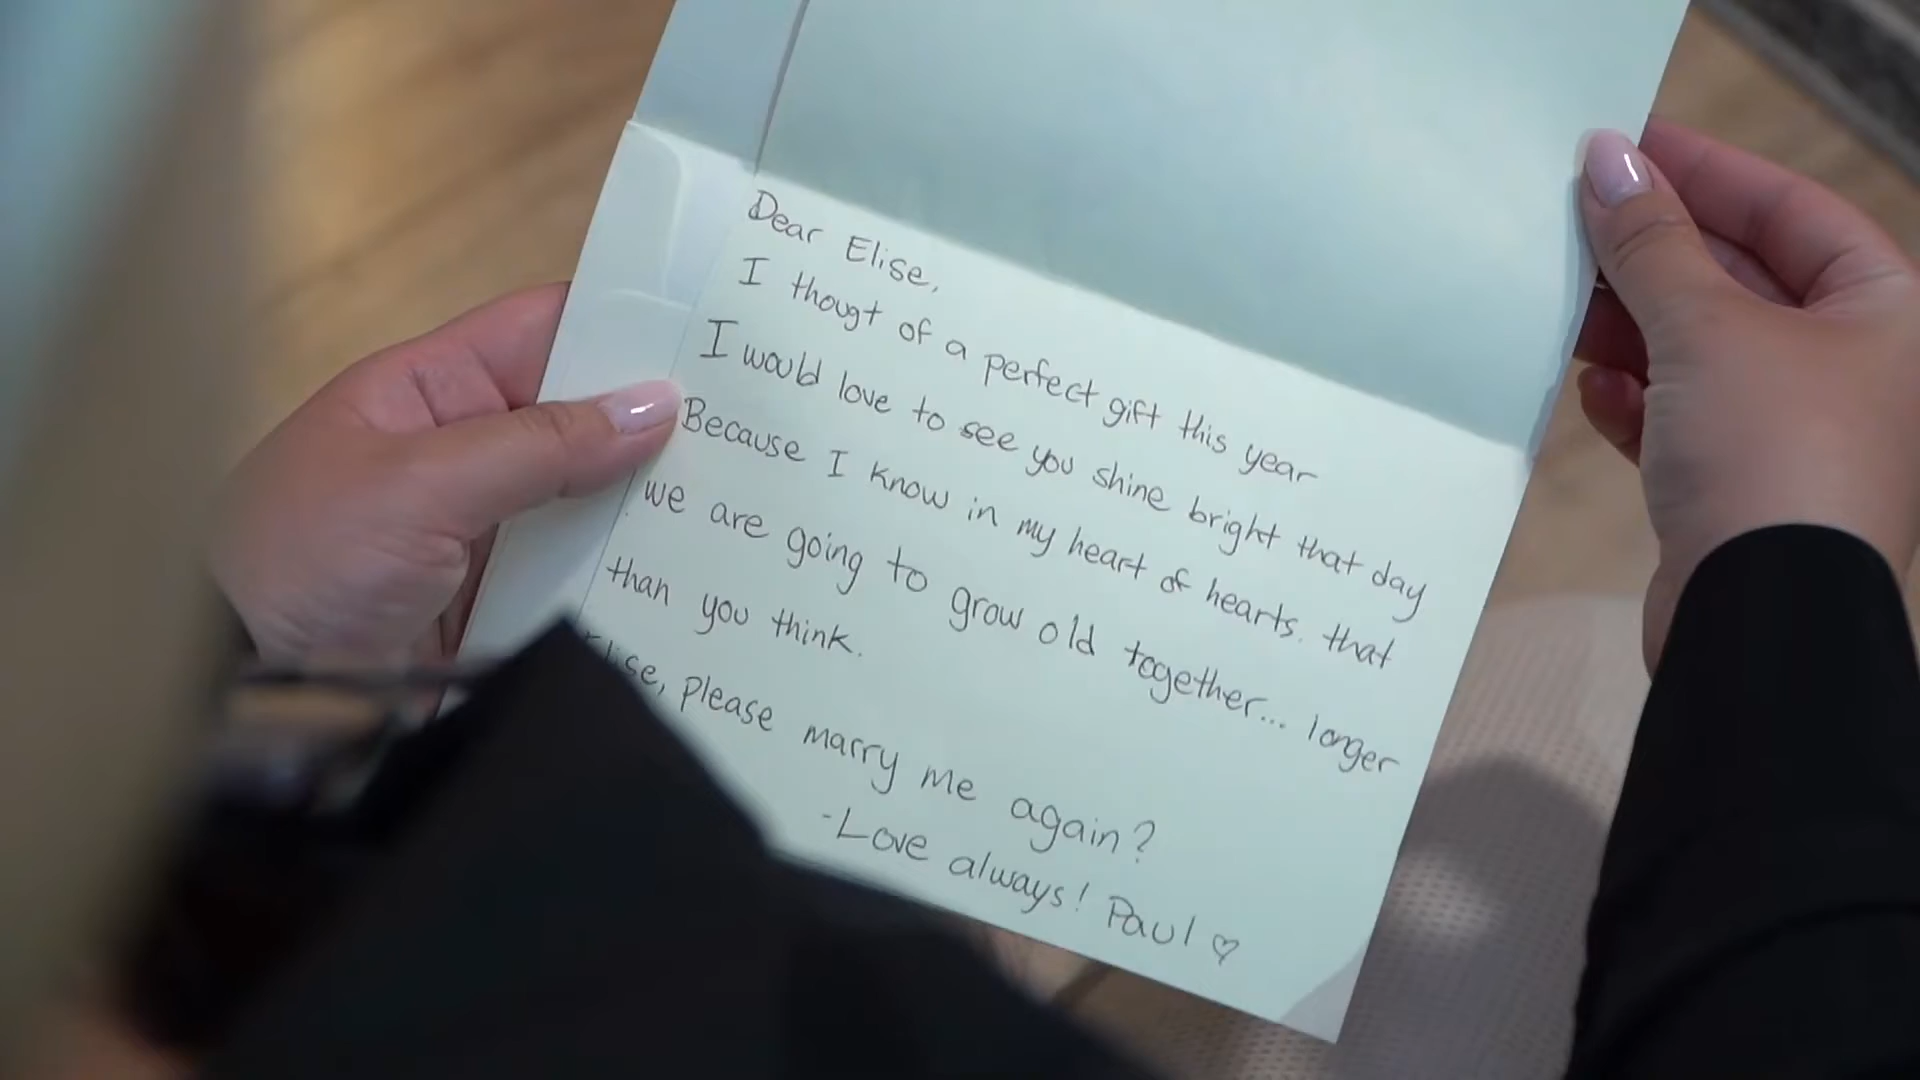 Dear Elise,
I thougt of a perfect gift this year
I would love to see you shine bright that day
Because I know in my heart of hearts. that
we are going to grow old together... longer
than you think.
Elise, please marry me again?
-Love always! Paul ♡